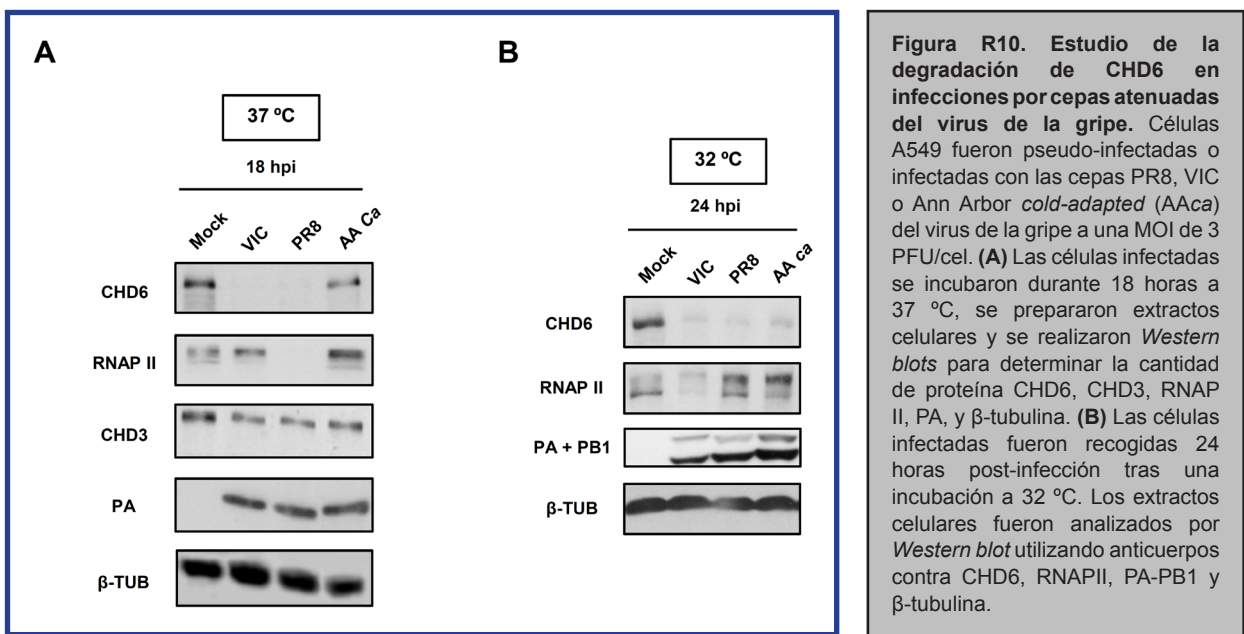 A
37 ºC
18 hpi
Mock
VIC
PR8
AA Ca
CHD6
RNAP II
CHD3
PA
β-TUB
B
32 ºC
24 hpi
Mock
VIC
PR8
AA ca
CHD6
RNAP II
PA + PB1
β-TUB
Figura R10. Estudio de la
degradación de CHD6 en
infecciones por cepas atenuadas
del virus de la gripe. Células
A549 fueron pseudo-infectadas o
infectadas con las cepas PR8, VIC
o Ann Arbor cold-adapted (AAca)
del virus de la gripe a una MOI de 3
PFU/cel. (A) Las células infectadas
se incubaron durante 18 horas a
37 ºC, se prepararon extractos
celulares y se realizaron Western
blots para determinar la cantidad
de proteína CHD6, CHD3, RNAP
II, PA, y β-tubulina. (B) Las células
infectadas fueron recogidas 24
horas post-infección tras una
incubación a 32 ºC. Los extractos
celulares fueron analizados por
Western blot utilizando anticuerpos
contra CHD6, RNAPII, PA-PB1 y
β-tubulina.